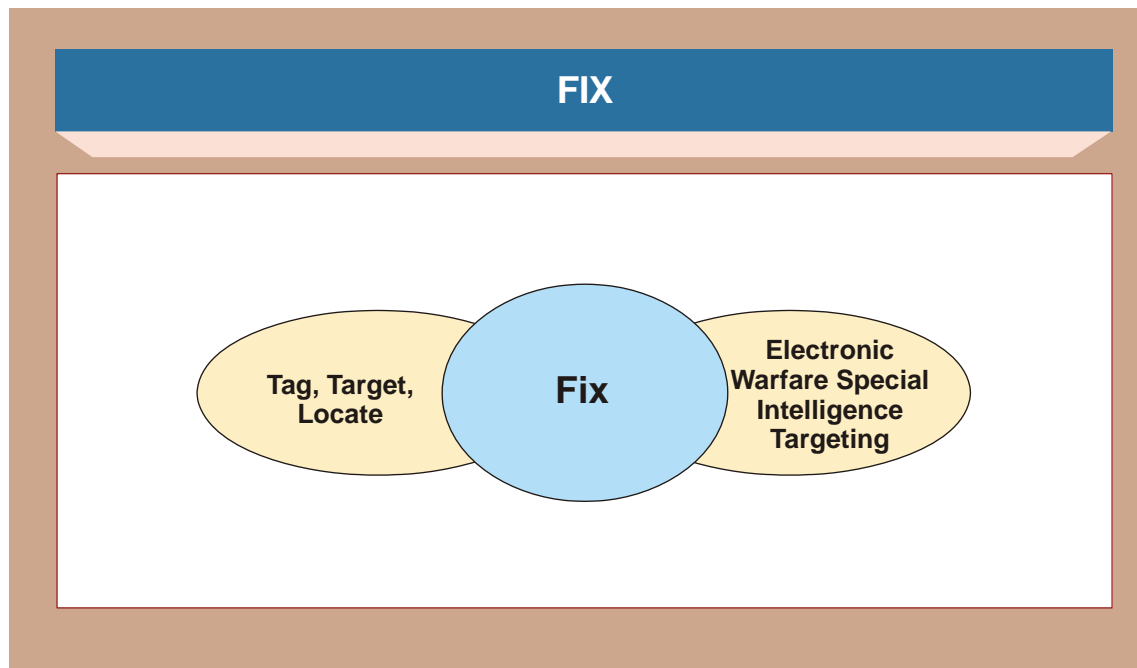 FIX
Tag, Target,
Locate
Fix
Electronic
Warfare Special
Intelligence
Targeting